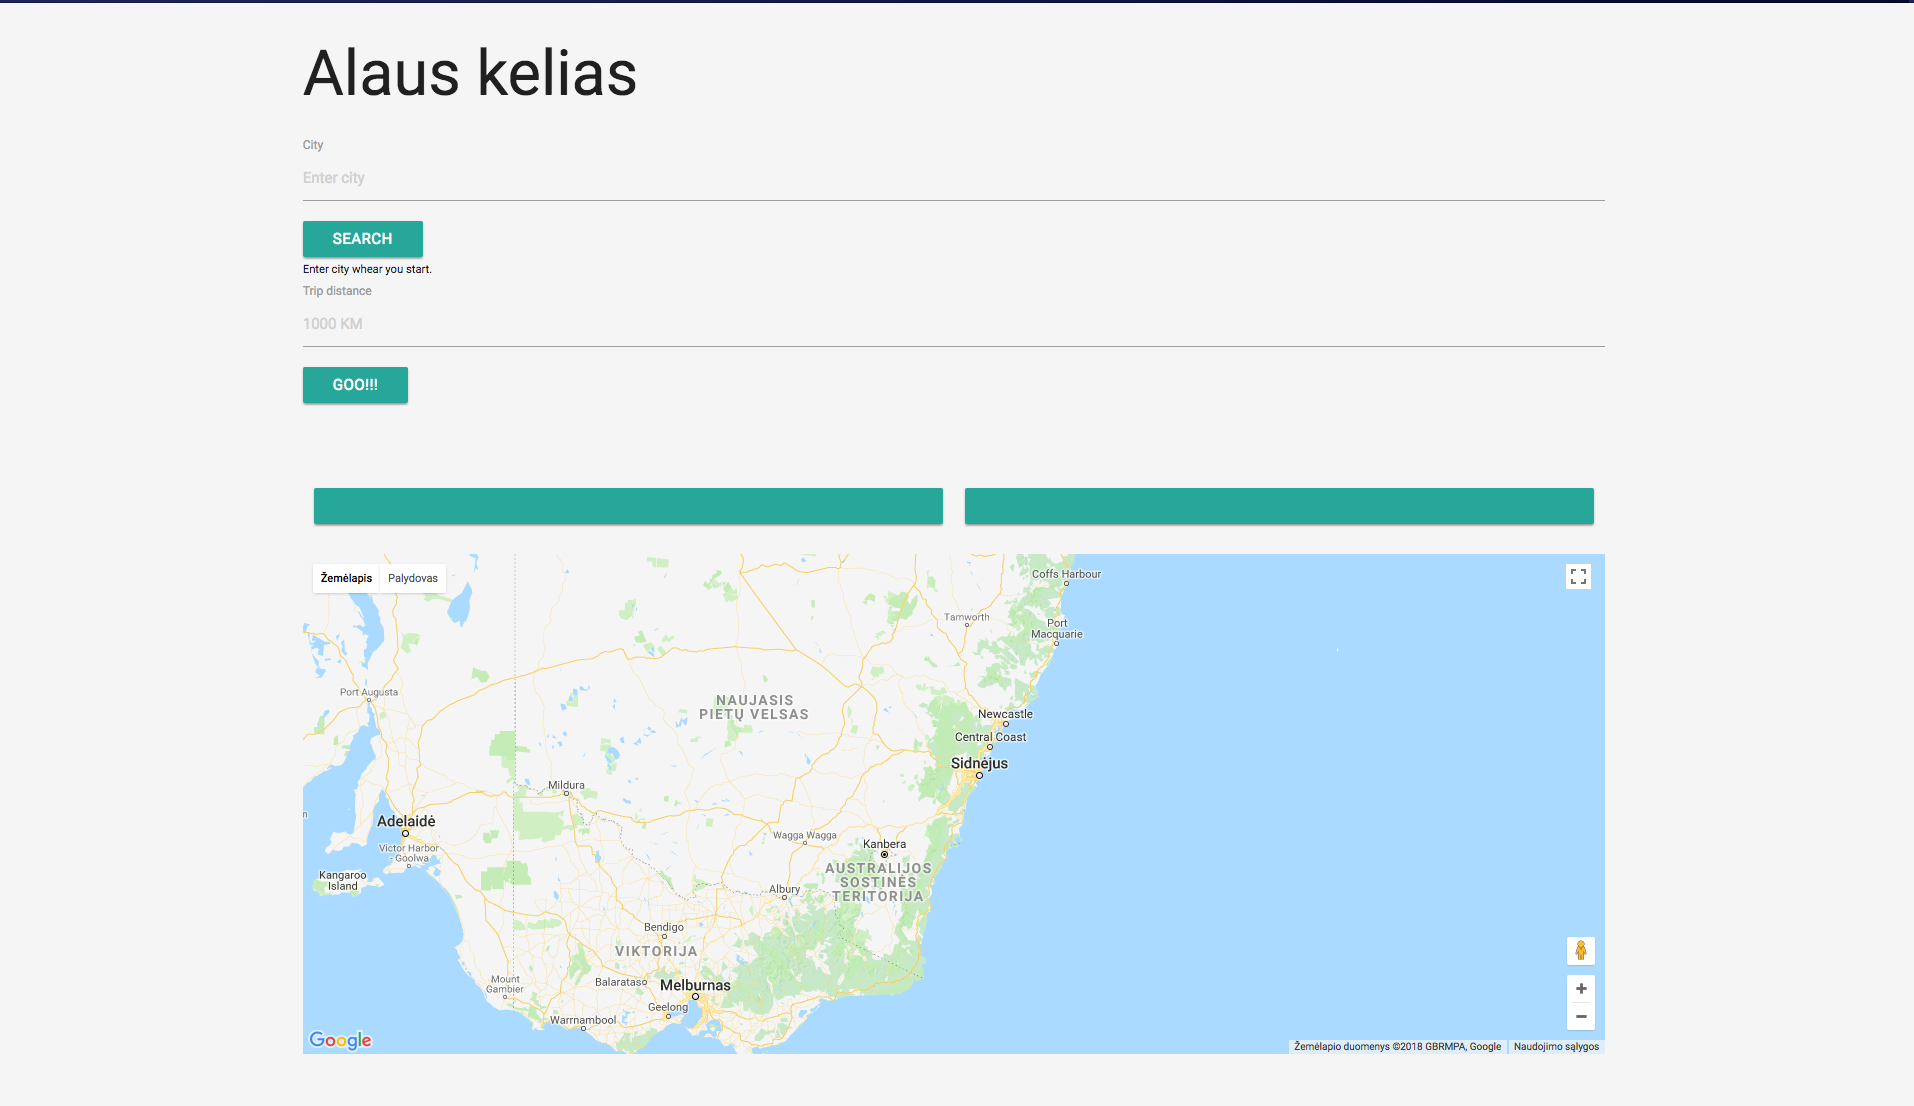 Alaus kelias
City
Enter city
SEARCH
Enter city whear you start.
Trip distance
1000 KM
GOO!!!
Žemėlapis
Palydovas
Coffs Harbour
Tamworth
Port
Macquarie
Port Augusta
NAUJASIS
PIETŲ VELSAS
Newcastle
Central Coast
Sidnėjus
Mildura
Adelaidė
Wagga Wagga
Victor Harbor
- Goolwa
Kanbera
AUSTRALIJOS
SOSTINĖS
TERITORIJA
Kangaroo
Island
Albury
Bendigo
VIKTORIJA
Mount
Gambier
Balaratas
Melburnas
Geelong
Warrnambool
Google
Žemėlapio duomenys ©2018 GBRMPA, Google
Naudojimo sąlygos